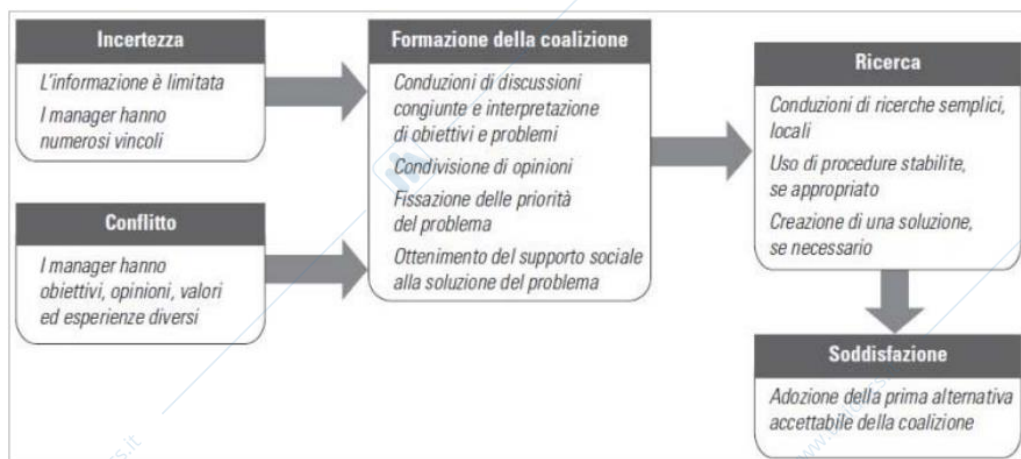 Incertezza
L'informazione è limitata
I manager hanno
numerosi vincoli
Conflitto
I manager hanno
obiettivi, opinioni, valori
ed esperienze diversi
Formazione della coalizione
Conduzioni di discussioni
congiunte e interpretazione
di obiettivi e problemi
Condivisione di opinioni
Fissazione delle priorità
del problema
Ottenimento del supporto sociale
alla soluzione del problema
Ricerca
Conduzioni di ricerche semplici,
locali
Uso di procedure stabilite,
se appropriato
Creazione di una soluzione,
se necessario
Soddisfazione
Adozione della prima alternativa
accettabile della coalizione